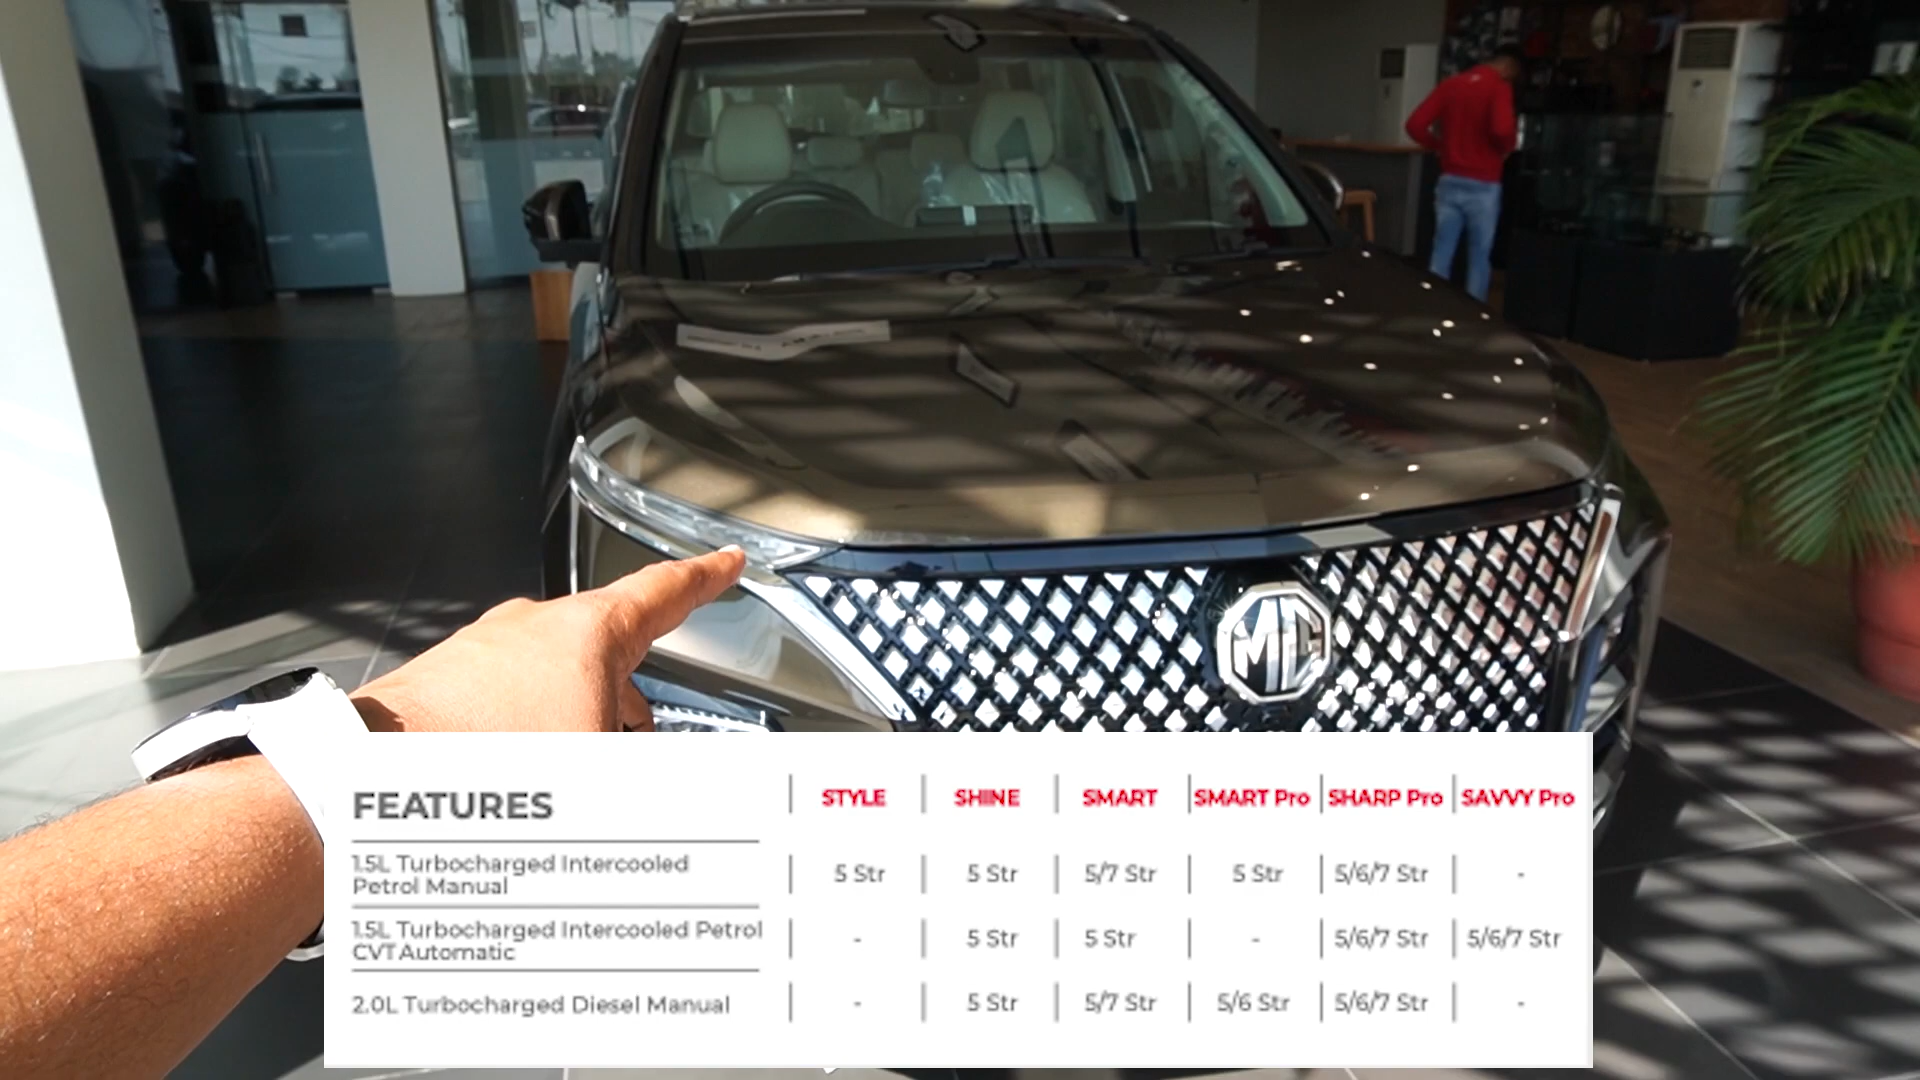 MG
FEATURES STYLE SHINE SMART SMART Pro SHARP Pro SAVVY Pro
1.5L Turbocharged Intercooled
Petrol Manual 5 Str 5 Str 5/7 Str 5 Str 5/6/7 Str -
1.5L Turbocharged Intercooled Petrol
CVT Automatic - 5 Str 5 Str - 5/6/7 Str 5/6/7 Str
2.0L Turbocharged Diesel Manual - 5 Str 5/7 Str 5/6 Str 5/6/7 Str -